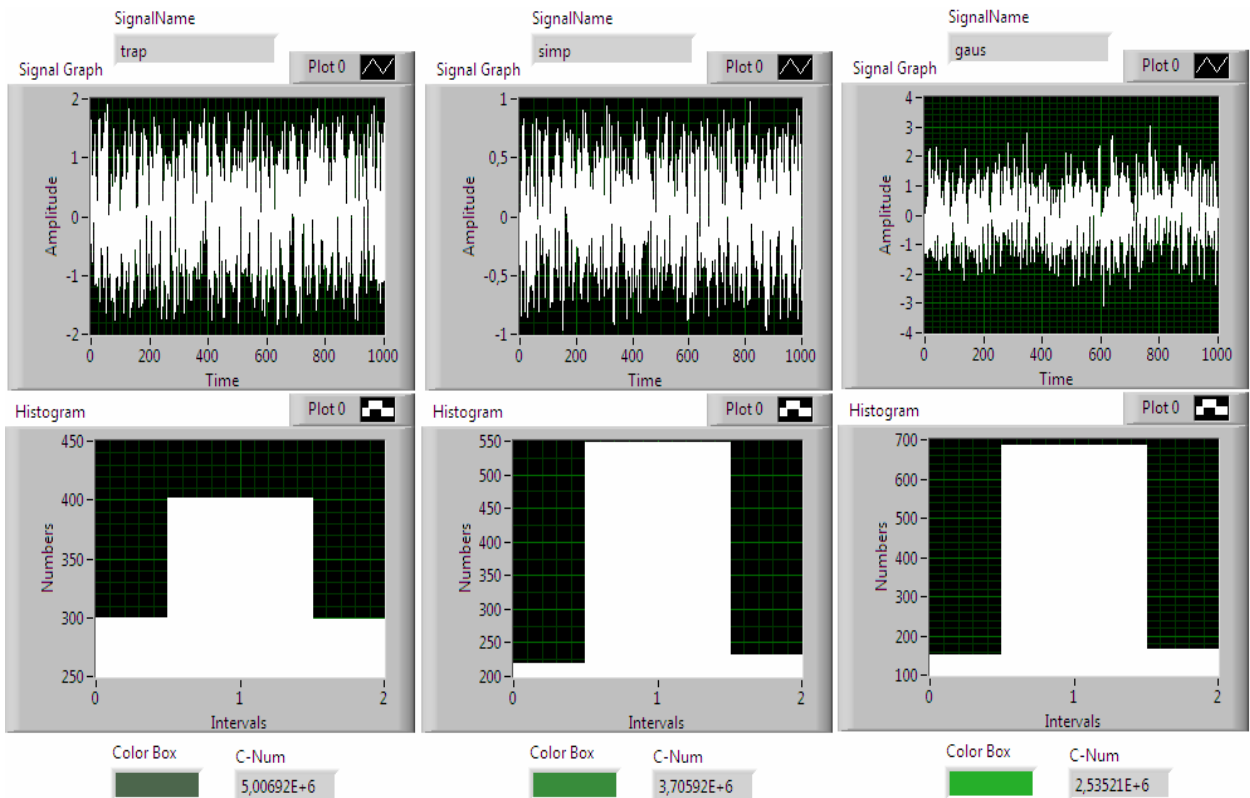 SignalName
trap
Signal Graph
Plot 0
2
1
0
-1
-2
Amplitude
0 200 400 600 800 1000
Time
Histogram
Plot 0
450
400
350
300
250
Numbers
0 1 2
Intervals
Color Box
C-Num
5,00692E+6
SignalName
simp
Signal Graph
Plot 0
1
0,5
0
-0,5
-1
Amplitude
0 200 400 600 800 1000
Time
Histogram
Plot 0
550
500
450
400
350
300
250
200
Numbers
0 1 2
Intervals
Color Box
C-Num
3,70592E+6
SignalName
gaus
Signal Graph
Plot 0
4
3
2
1
0
-1
-2
-3
-4
Amplitude
0 200 400 600 800 1000
Time
Histogram
Plot 0
700
600
500
400
300
200
100
Numbers
0 1 2
Intervals
Color Box
C-Num
2,53521E+6